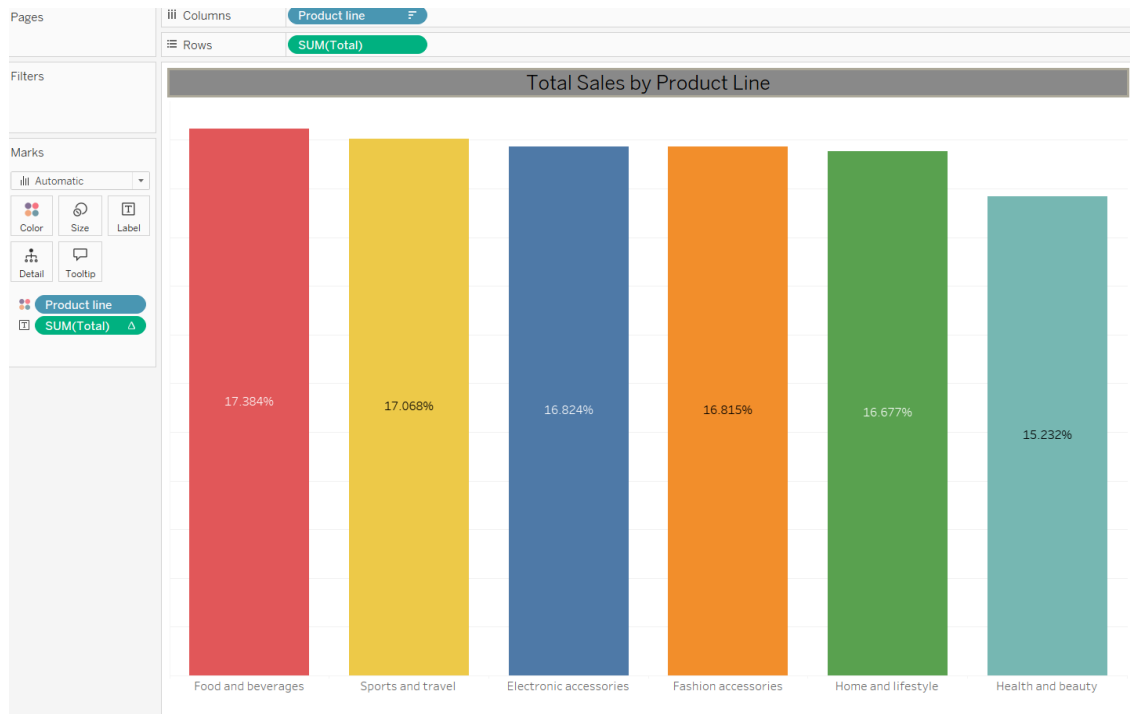 Pages
Columns
Product line
Rows
SUM(Total)
Filters
Total Sales by Product Line
Marks
Automatic
Color Size Label
Detail Tooltip
Product line
SUM(Total) Δ
17.384% 17.068% 16.824% 16.815% 16.677% 15.232%
Food and beverages Sports and travel Electronic accessories Fashion accessories Home and lifestyle Health and beauty